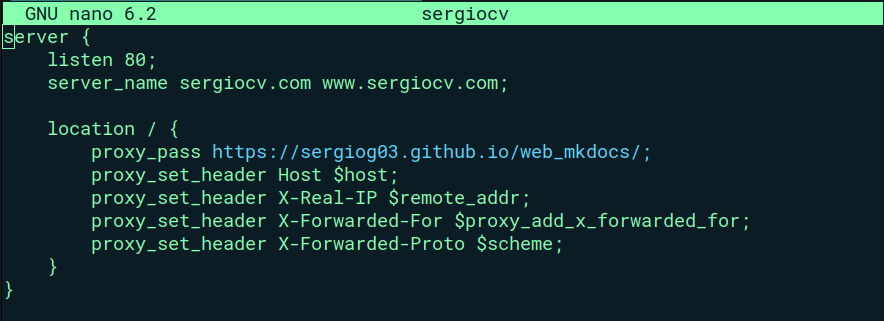 GNU nano 6.2 sergiocv
server {
    listen 80;
    server_name sergiocv.com www.sergiocv.com;

    location / {
        proxy_pass https://sergiog03.github.io/web_mkdocs/;
        proxy_set_header Host $host;
        proxy_set_header X-Real-IP $remote_addr;
        proxy_set_header X-Forwarded-For $proxy_add_x_forwarded_for;
        proxy_set_header X-Forwarded-Proto $scheme;
    }
}